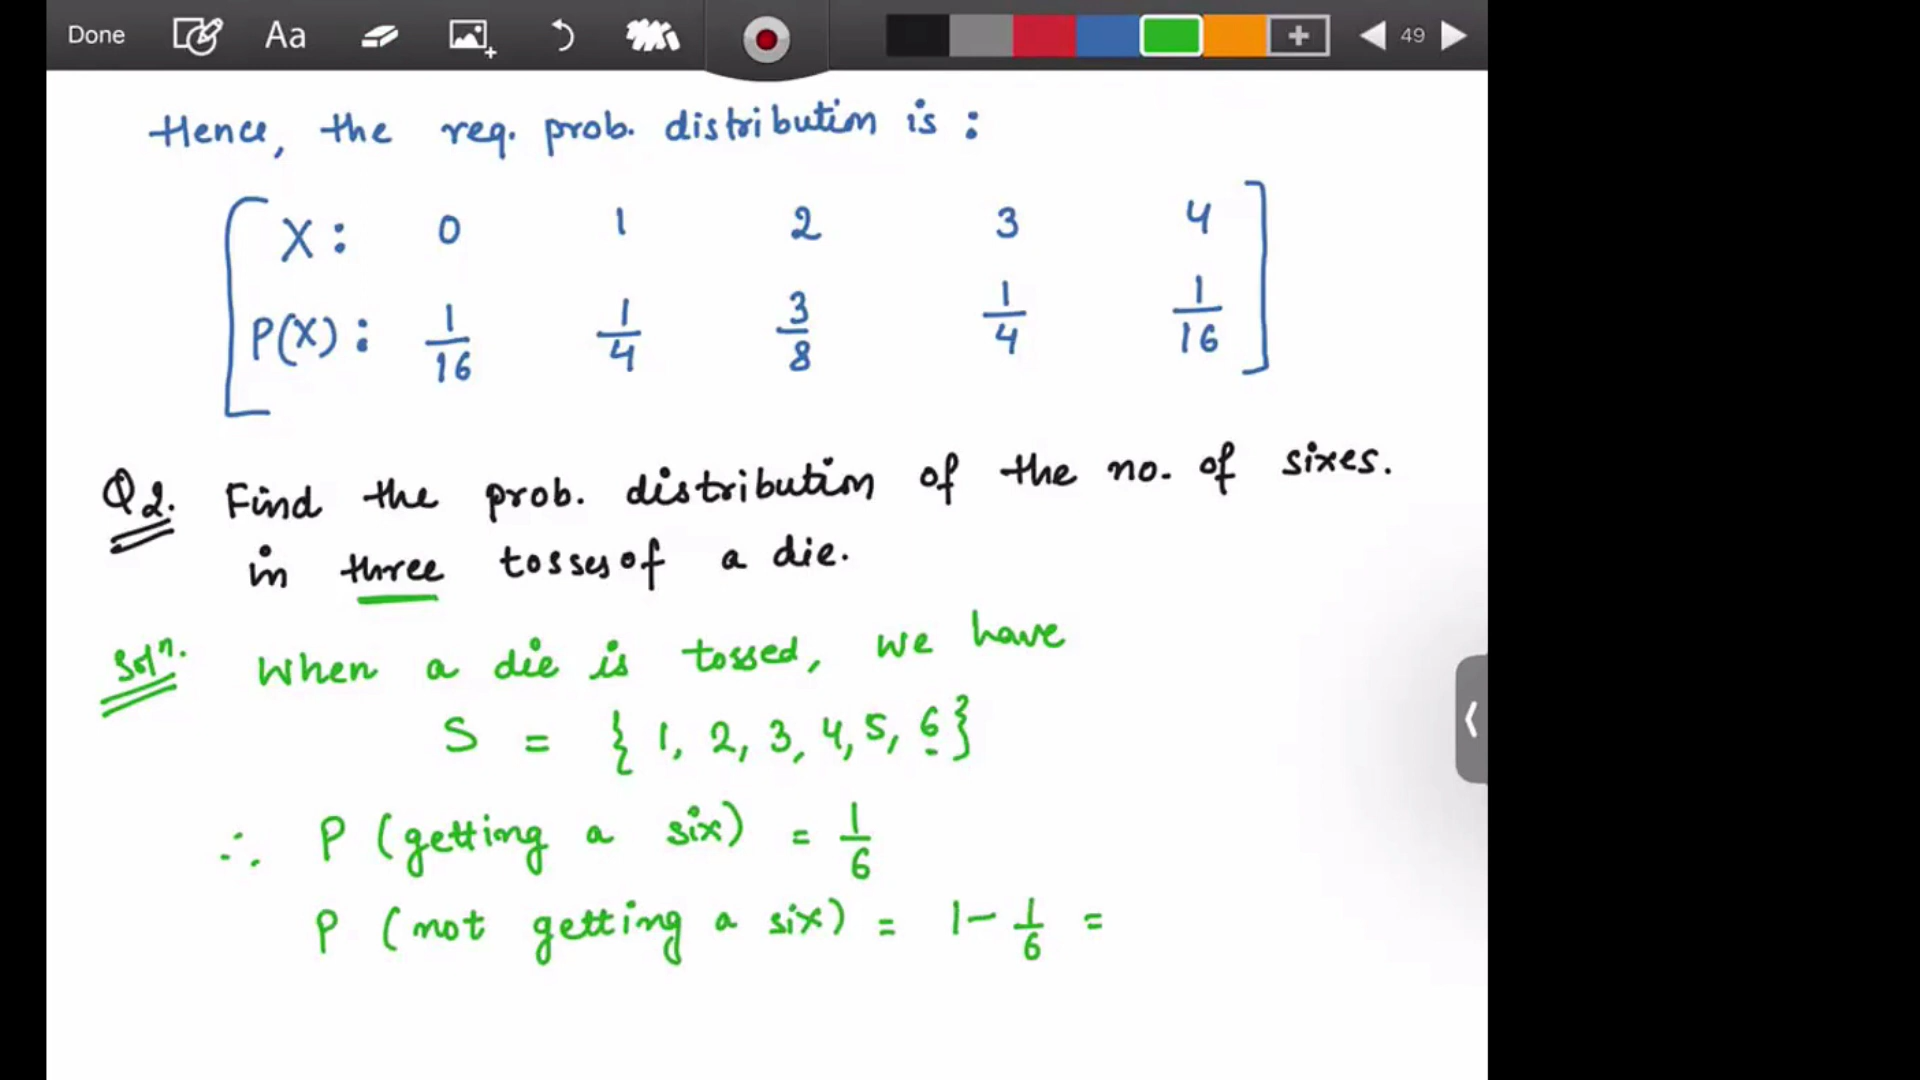 Done Aa 49
Hence, the req. prob. distribution is :
X : 0 1 2 3 4
P(X) : 1/16 1/4 3/8 1/4 1/16
Q2. Find the prob. distribution of the no. of sixes.
in three tosses of a die.
Solⁿ. When a die is tossed, we have
S = { 1, 2, 3, 4, 5, 6 }
∴ P (getting a six) = 1/6
P (not getting a six) = 1 - 1/6 =